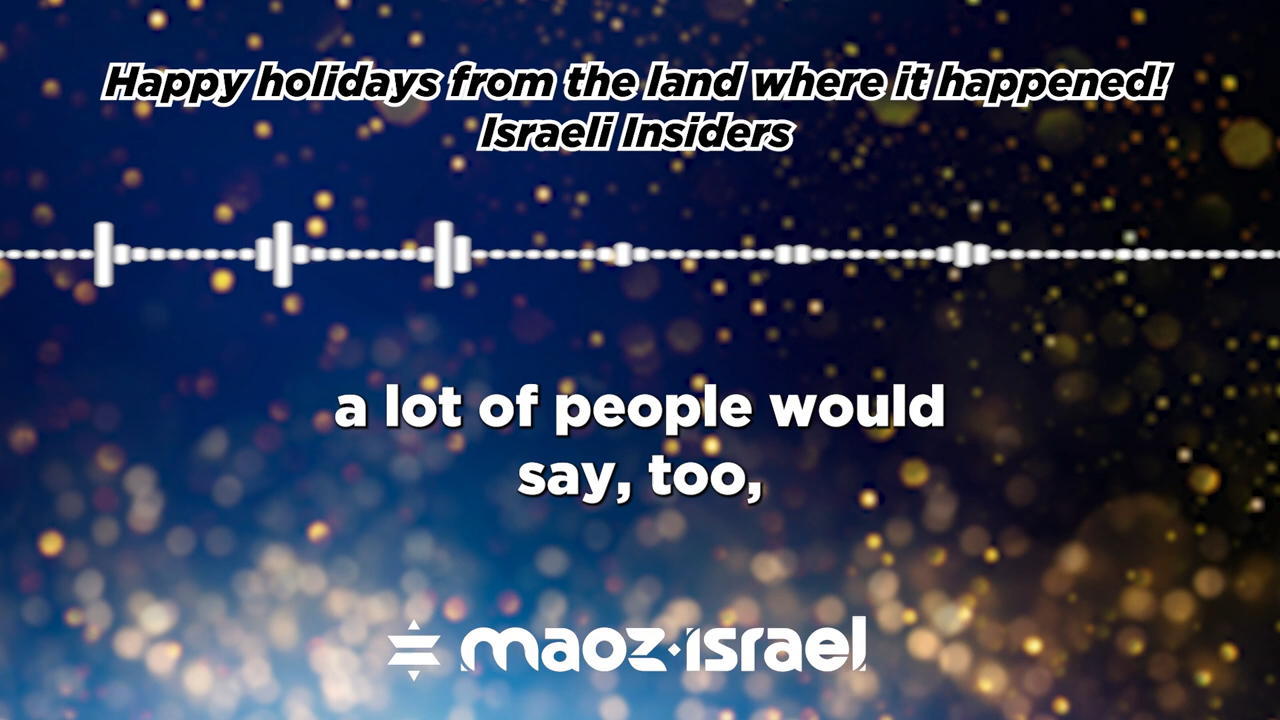 Happy holidays from the land where it happened!
Israeli Insiders
a lot of people would
say, too,
maoz·israel